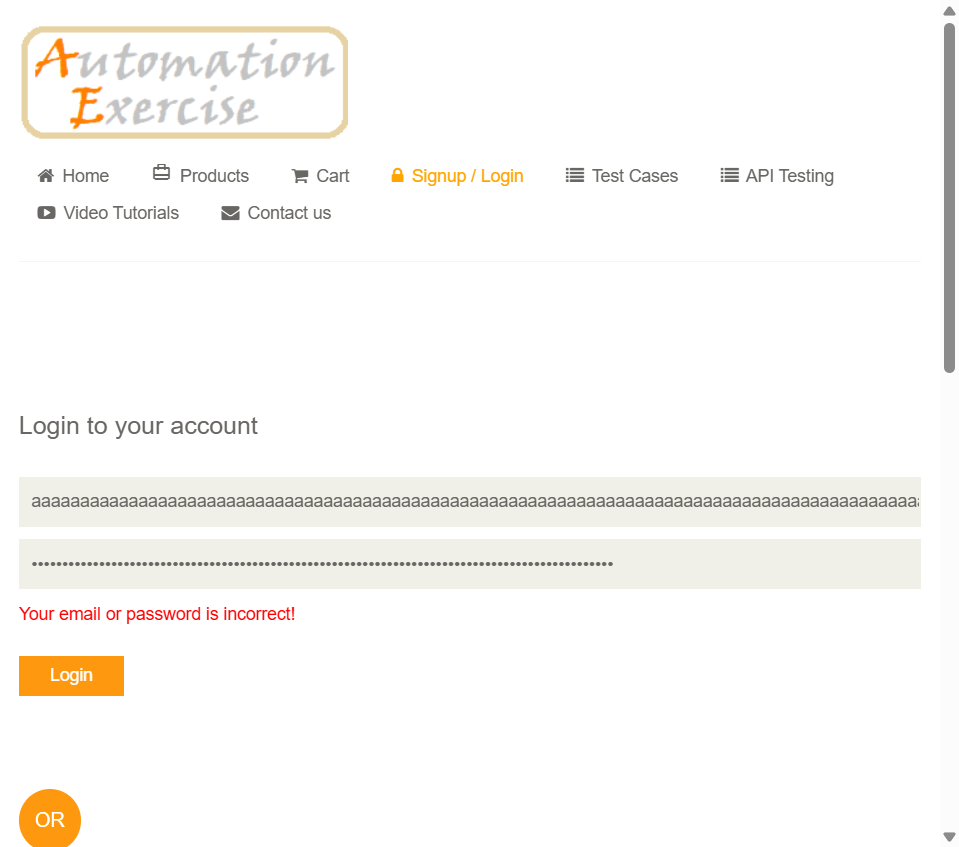 Automation
Exercise
Home Products Cart Signup / Login Test Cases API Testing
Video Tutorials Contact us
Login to your account
Your email or password is incorrect!
Login
OR